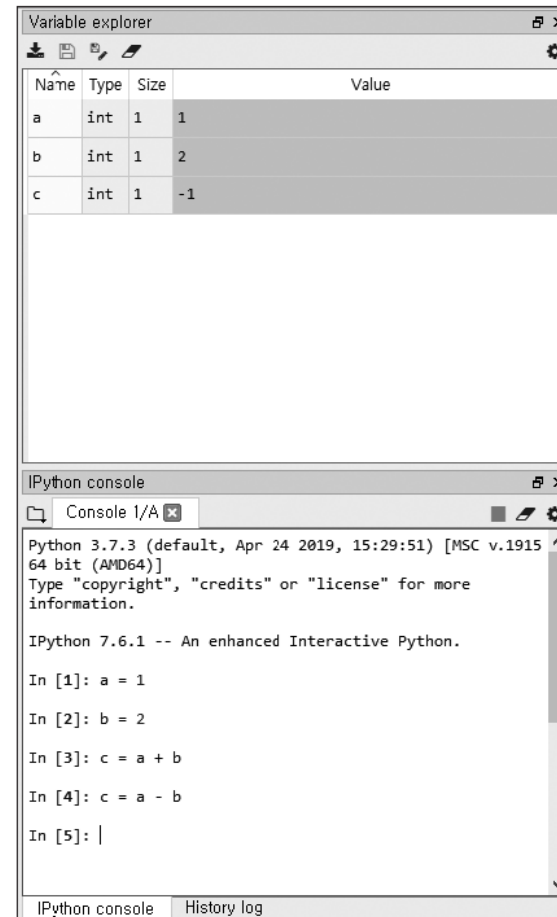 Variable explorer
Name Type Size Value
a int 1 1
b int 1 2
c int 1 -1
IPython console
Console 1/A
Python 3.7.3 (default, Apr 24 2019, 15:29:51) [MSC v.1915
64 bit (AMD64)]
Type "copyright", "credits" or "license" for more
information.
IPython 7.6.1 -- An enhanced Interactive Python.
In [1]: a = 1
In [2]: b = 2
In [3]: c = a + b
In [4]: c = a - b
In [5]:
IPython console History log